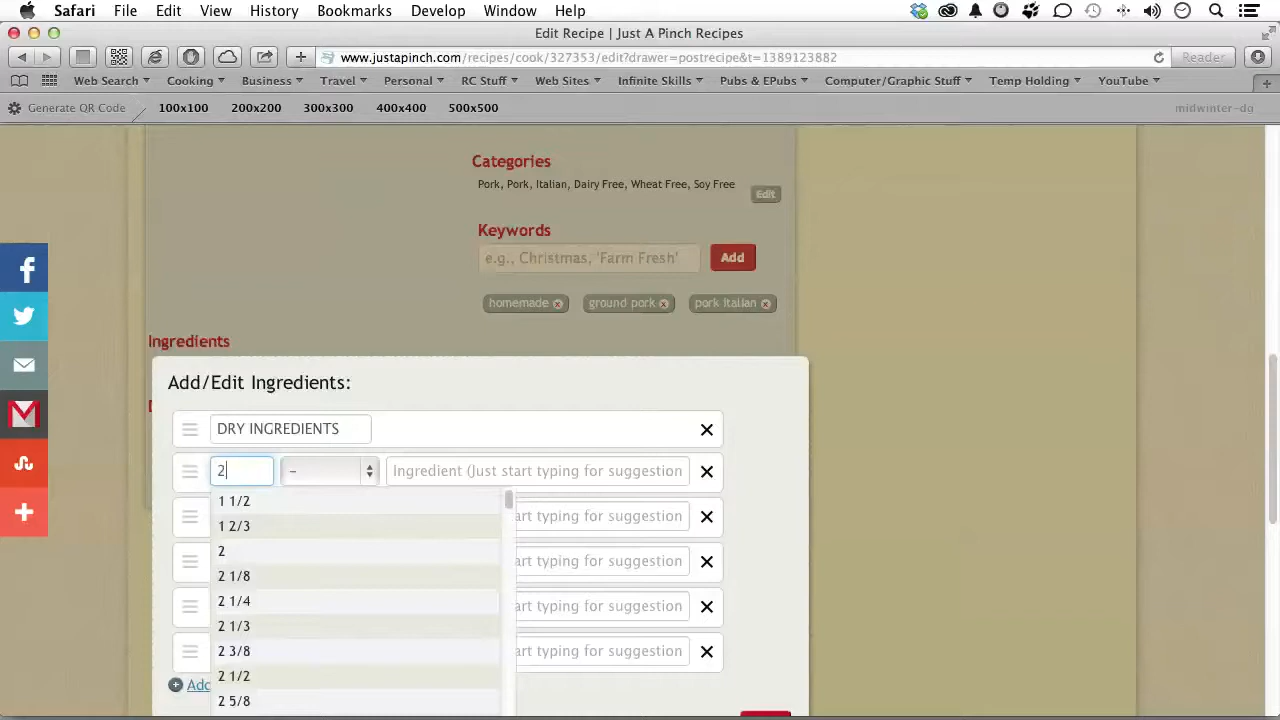 Safari File Edit View History Bookmarks Develop Window Help
Edit Recipe | Just A Pinch Recipes
www.justapinch.com/recipes/cook/327353/edit?drawer=postrecipe&t=1389123882
Reader
Web Search Cooking Business Travel Personal RC Stuff Web Sites Infinite Skills Pubs & EPubs Computer/Graphic Stuff Temp Holding YouTube
Generate QR Code 100x100 200x200 300x300 400x400 500x500 midwinter-dg
Categories
Pork, Pork, Italian, Dairy Free, Wheat Free, Soy Free
Edit
Keywords
e.g., Christmas, 'Farm Fresh' Add
homemade ground pork pork italian
Ingredients
Add/Edit Ingredients:
DRY INGREDIENTS
2 – Ingredient (Just start typing for suggestion
1 1/2
1 2/3
art typing for suggestion
2
2 1/8
art typing for suggestion
2 1/4
art typing for suggestion
2 1/3
2 3/8
art typing for suggestion
2 1/2
Add
2 5/8